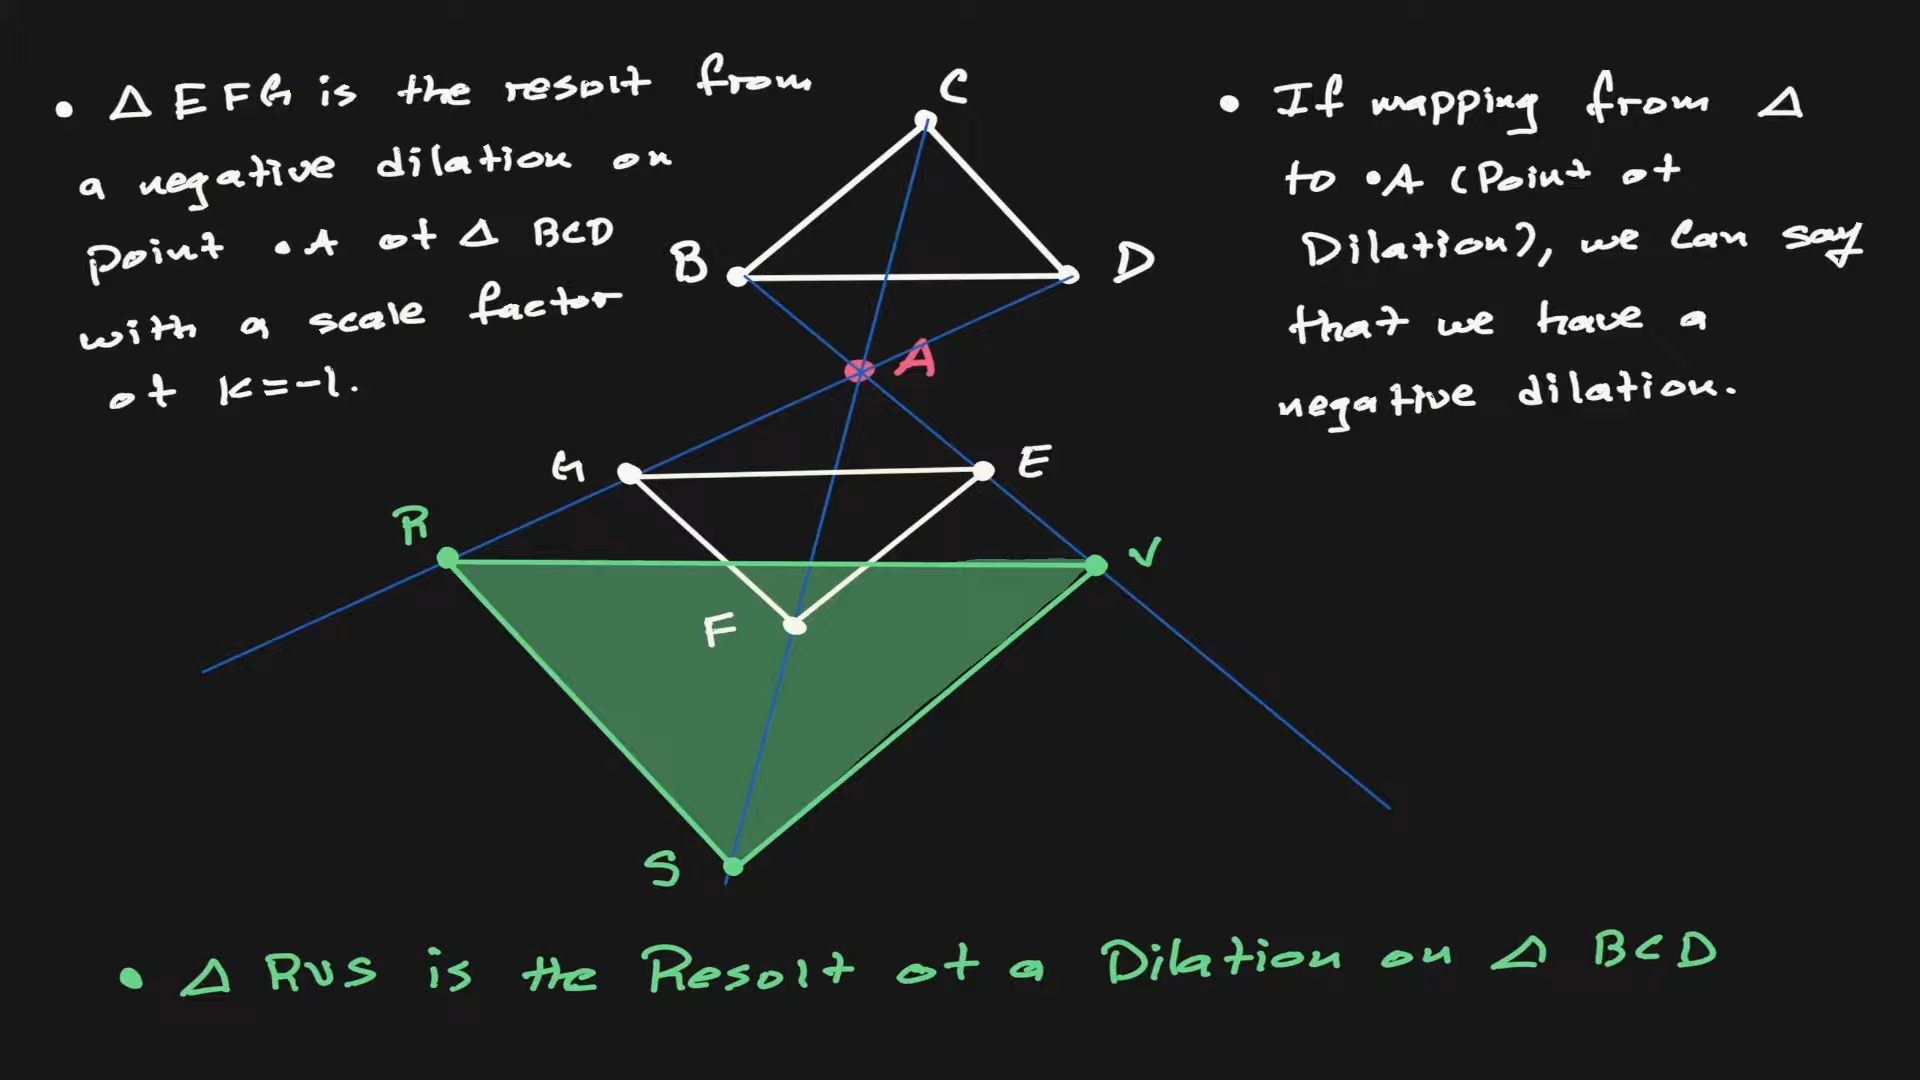 • △ EFG is the resolt from
a negative dilation on
point •A of △ BCD
with a scale factor
of K=-1.
C
B
D
A
G
E
R
V
F
S
• If mapping from △
to •A (Point of
Dilation), we can say
that we have a
negative dilation.
• △ RVS is the Resolt of a Dilation on △ BCD